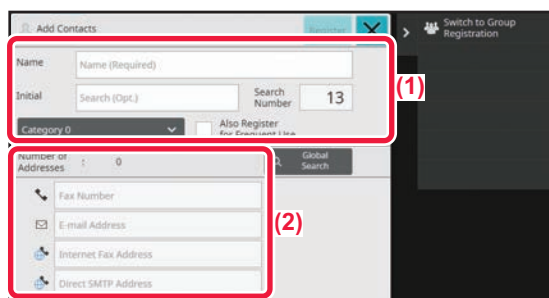 Add Contacts
Register
Switch to Group
Registration
Name
Name (Required)
(1)
Initial
Search (Opt.)
Search
Number
13
Category 0
Also Register
for Frequent Use
Number of
Addresses
:
0
Global
Search
Fax Number
E-mail Address
(2)
Internet Fax Address
Direct SMTP Address